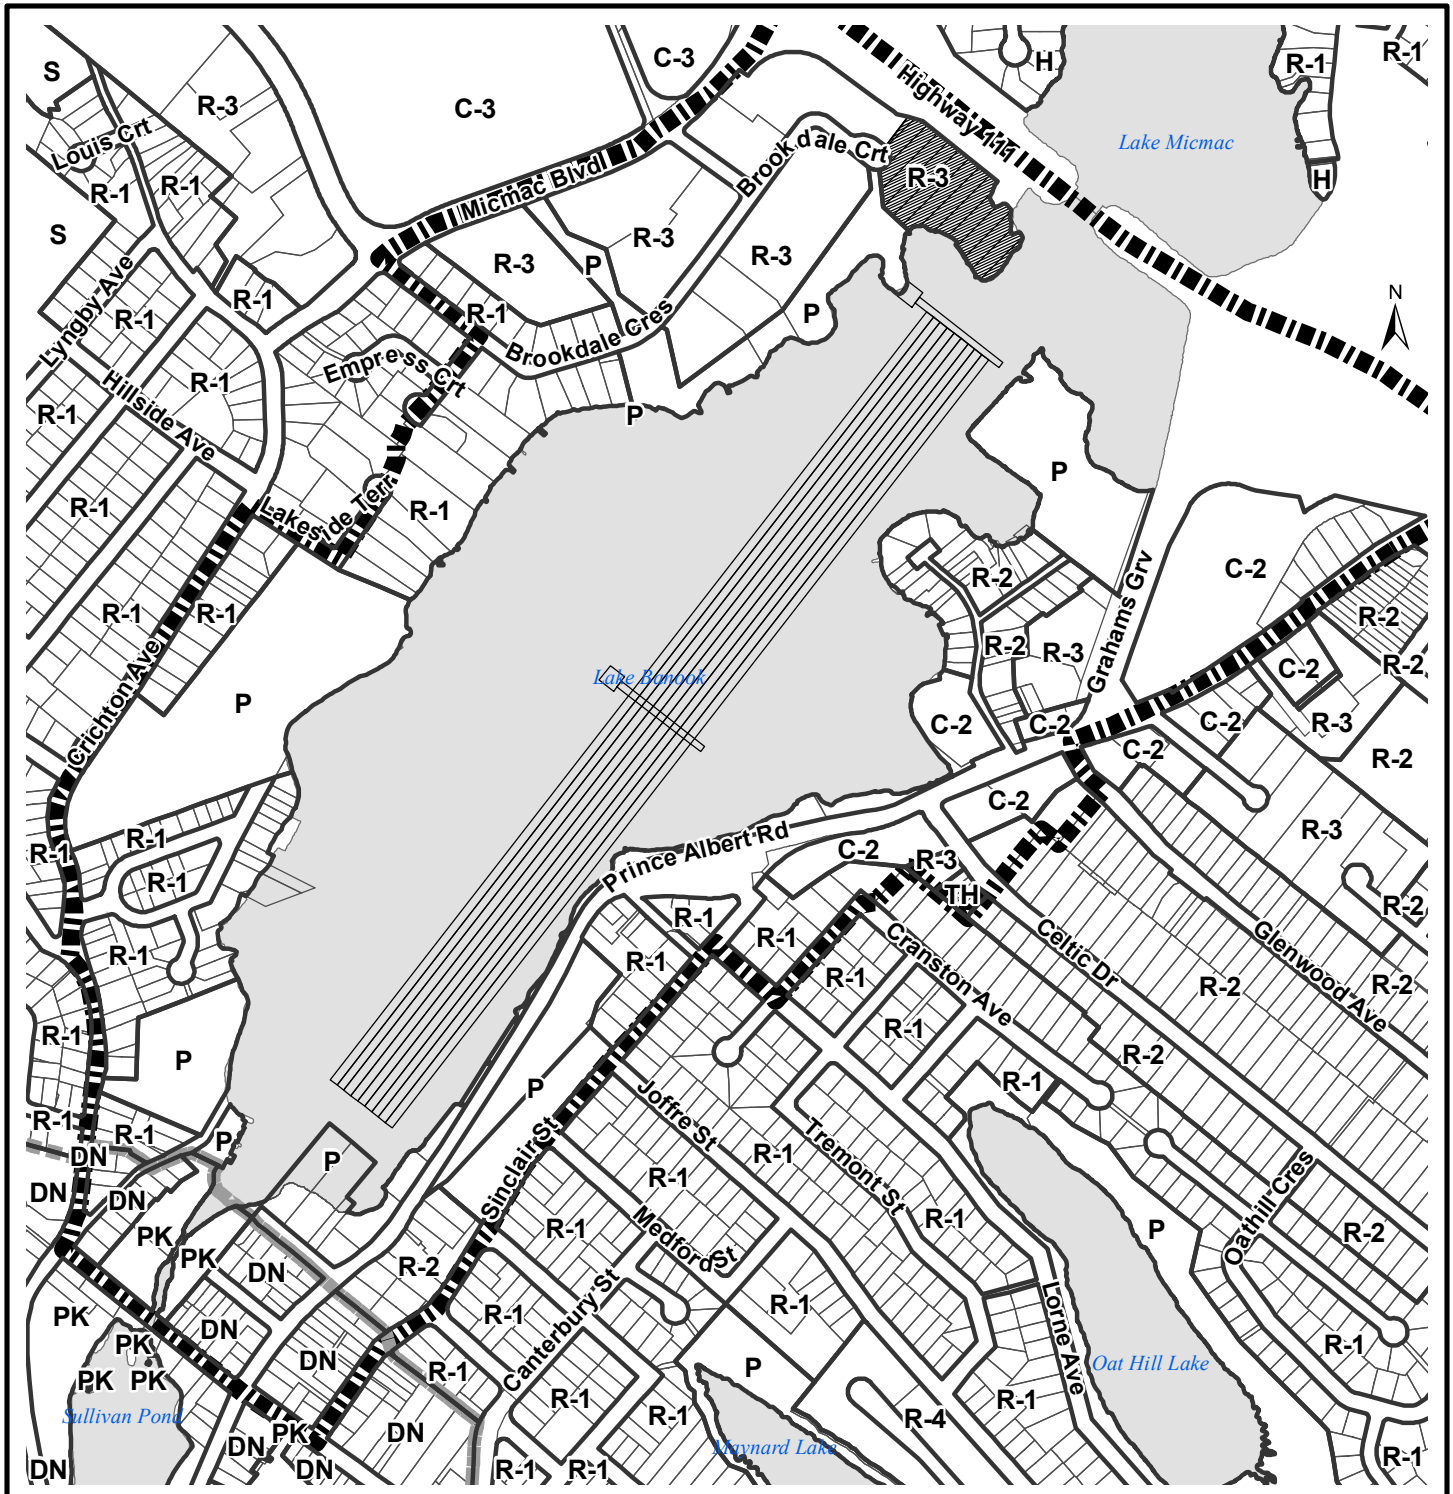 S
R-3
C-3
C-3
H
R-1
R-1
Highway 111
Lake Micmac
Louis Crt
R-1
R-1
Brookdale Crt
R-3
H
Micmac Blvd
S
R-3
R-3
P
R-3
Lyngby Ave
R-1
R-1
R-1
P
N
Brookdale Cres
Empress Crt
R-1
R-1
Hillside Ave
P
P
R-1
R-1
Lakeside Terr
C-2
R-2
R-1
R-1
R-2
Grahams Grv
R-2
R-3
R-2
C-2
Crichton Ave
Lake Banook
P
C-2
C-2
C-2
R-3
C-2
R-2
C-2
R-3
R-1
R-1
R-1
Prince Albert Rd
C-2
R-3
TH
R-2
R-1
R-1
R-1
R-1
R-1
Cranston Ave
Celtic Dr
Glenwood Ave
R-2
R-2
R-1
R-1
P
R-2
R-1
P
Joffre St
R-1
R-1
DN
P
P
Sinclair St
R-1
R-1
Tremont St
Oathill Cres
DN
DN
PK
PK
DN
R-2
R-1
Medford St
R-1
P
R-2
PK
DN
PK
R-1
Canterbury St
R-1
Lorne Ave
R-1
DN
R-1
P
Oat Hill Lake
PK
PK
Sullivan Pond
R-1
R-1
R-4
R-1
DN
PK
DN
Maynard Lake
DN
DN
R-1
R-1
R-1